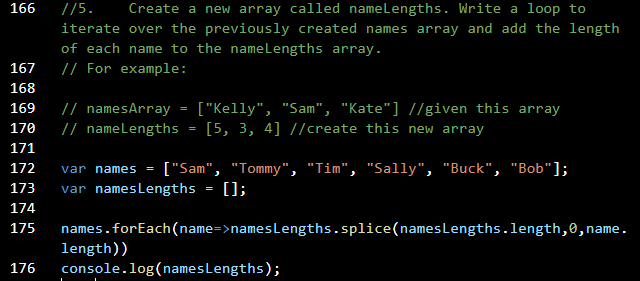 166 //5.    Create a new array called nameLengths. Write a loop to
iterate over the previously created names array and add the length
of each name to the nameLengths array.
167 // For example:
168
169 // namesArray = ["Kelly", "Sam", "Kate"] //given this array
170 // nameLengths = [5, 3, 4] //create this new array
171
172 var names = ["Sam", "Tommy", "Tim", "Sally", "Buck", "Bob"];
173 var namesLengths = [];
174
175 names.forEach(name=>namesLengths.splice(namesLengths.length,0,name.
length))
176 console.log(namesLengths);